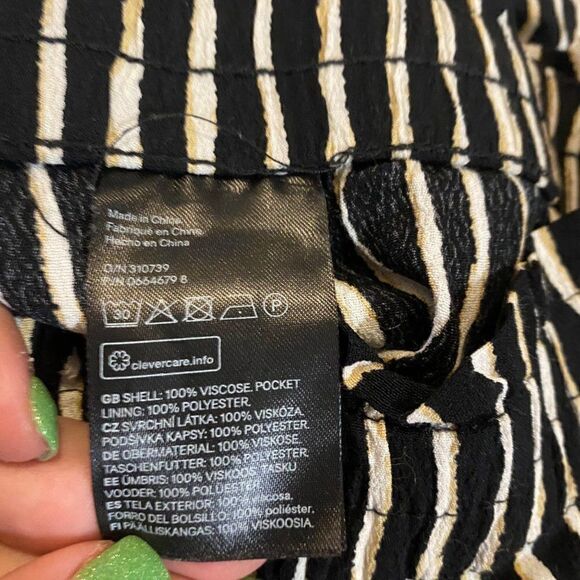 Made in China
Fabriqué en Chine
Hecho en China
O/N 310739
P/N 0664679 8
30 P
clevercare.info
GB SHELL: 100% VISCOSE. POCKET
LINING: 100% POLYESTER.
CZ SVRCHNÍ LÁTKA: 100% VISKÓZA.
PODŠÍVKA KAPSY: 100% POLYESTER.
DE OBERMATERIAL: 100% VISKOSE.
TASCHENFUTTER: 100% POLYESTER.
EE ÜMBRIS: 100% VISKOOS. TASKU
VOODER: 100% POLÜESTER.
ES TELA EXTERIOR: 100% viscosa.
FORRO DEL BOLSILLO: 100% poliéster.
FI PÄÄLLISKANGAS: 100% VISKOOSIA.